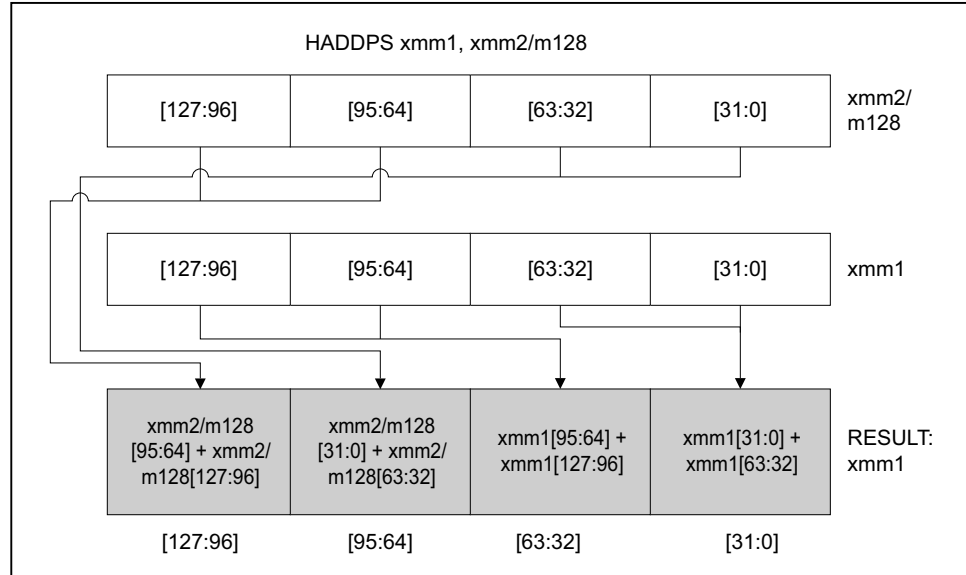 HADDPS xmm1, xmm2/m128
[127:96] [95:64] [63:32] [31:0]
xmm2/
m128
[127:96] [95:64] [63:32] [31:0] xmm1
xmm2/m128
[95:64] + xmm2/
m128[127:96]
xmm2/m128
[31:0] + xmm2/
m128[63:32]
xmm1[95:64] +
xmm1[127:96]
xmm1[31:0] +
xmm1[63:32]
RESULT:
xmm1
[127:96] [95:64] [63:32] [31:0]